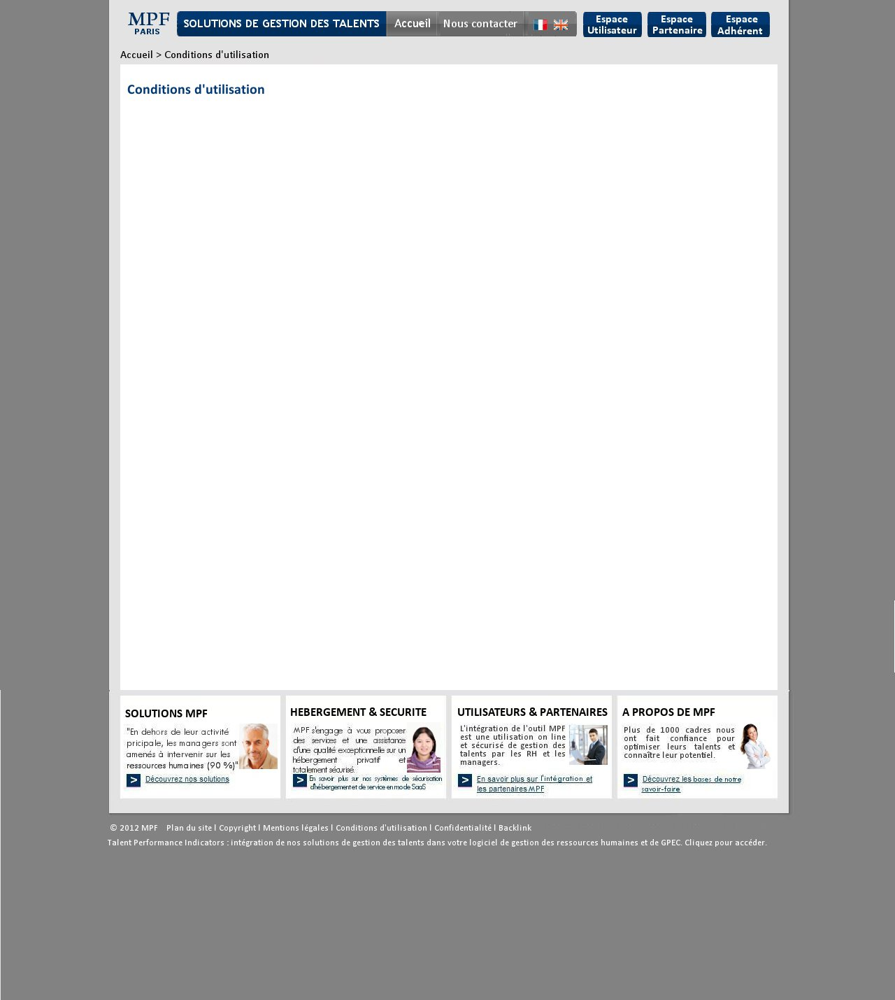 MPF
PARIS
SOLUTIONS DE GESTION DES TALENTS
Accueil
Nous contacter
Espace
Utilisateur
Espace
Partenaire
Espace
Adhérent
Accueil > Conditions d'utilisation
Conditions d'utilisation
SOLUTIONS MPF
"En dehors de leur activité
pricipale, les managers sont
amenés à intervenir sur les
ressources humaines (90 %)"
> Découvrez nos solutions
HEBERGEMENT & SECURITE
MPF s'engage à vous proposer
des services et une assistance
d'une qualité exceptionnelle sur un
hébergement privatif et
totalement sécurisé.
> En savoir plus sur nos systèmes de sécurisation
d'hébergement et de service en mode SaaS
UTILISATEURS & PARTENAIRES
L'intégration de l'outil MPF
est une utilisation on line
et sécurisé de gestion des
talents par les RH et les
managers.
> En savoir plus sur l'intégration et
les partenaires MPF
A PROPOS DE MPF
Plus de 1000 cadres nous
ont fait confiance pour
optimiser leurs talents et
connaître leur potentiel.
> Découvrez les bases de notre
savoir-faire
© 2012 MPF Plan du site l Copyright l Mentions légales l Conditions d'utilisation l Confidentialité l Backlink
Talent Performance Indicators : intégration de nos solutions de gestion des talents dans votre logiciel de gestion des ressources humaines et de GPEC. Cliquez pour accéder.